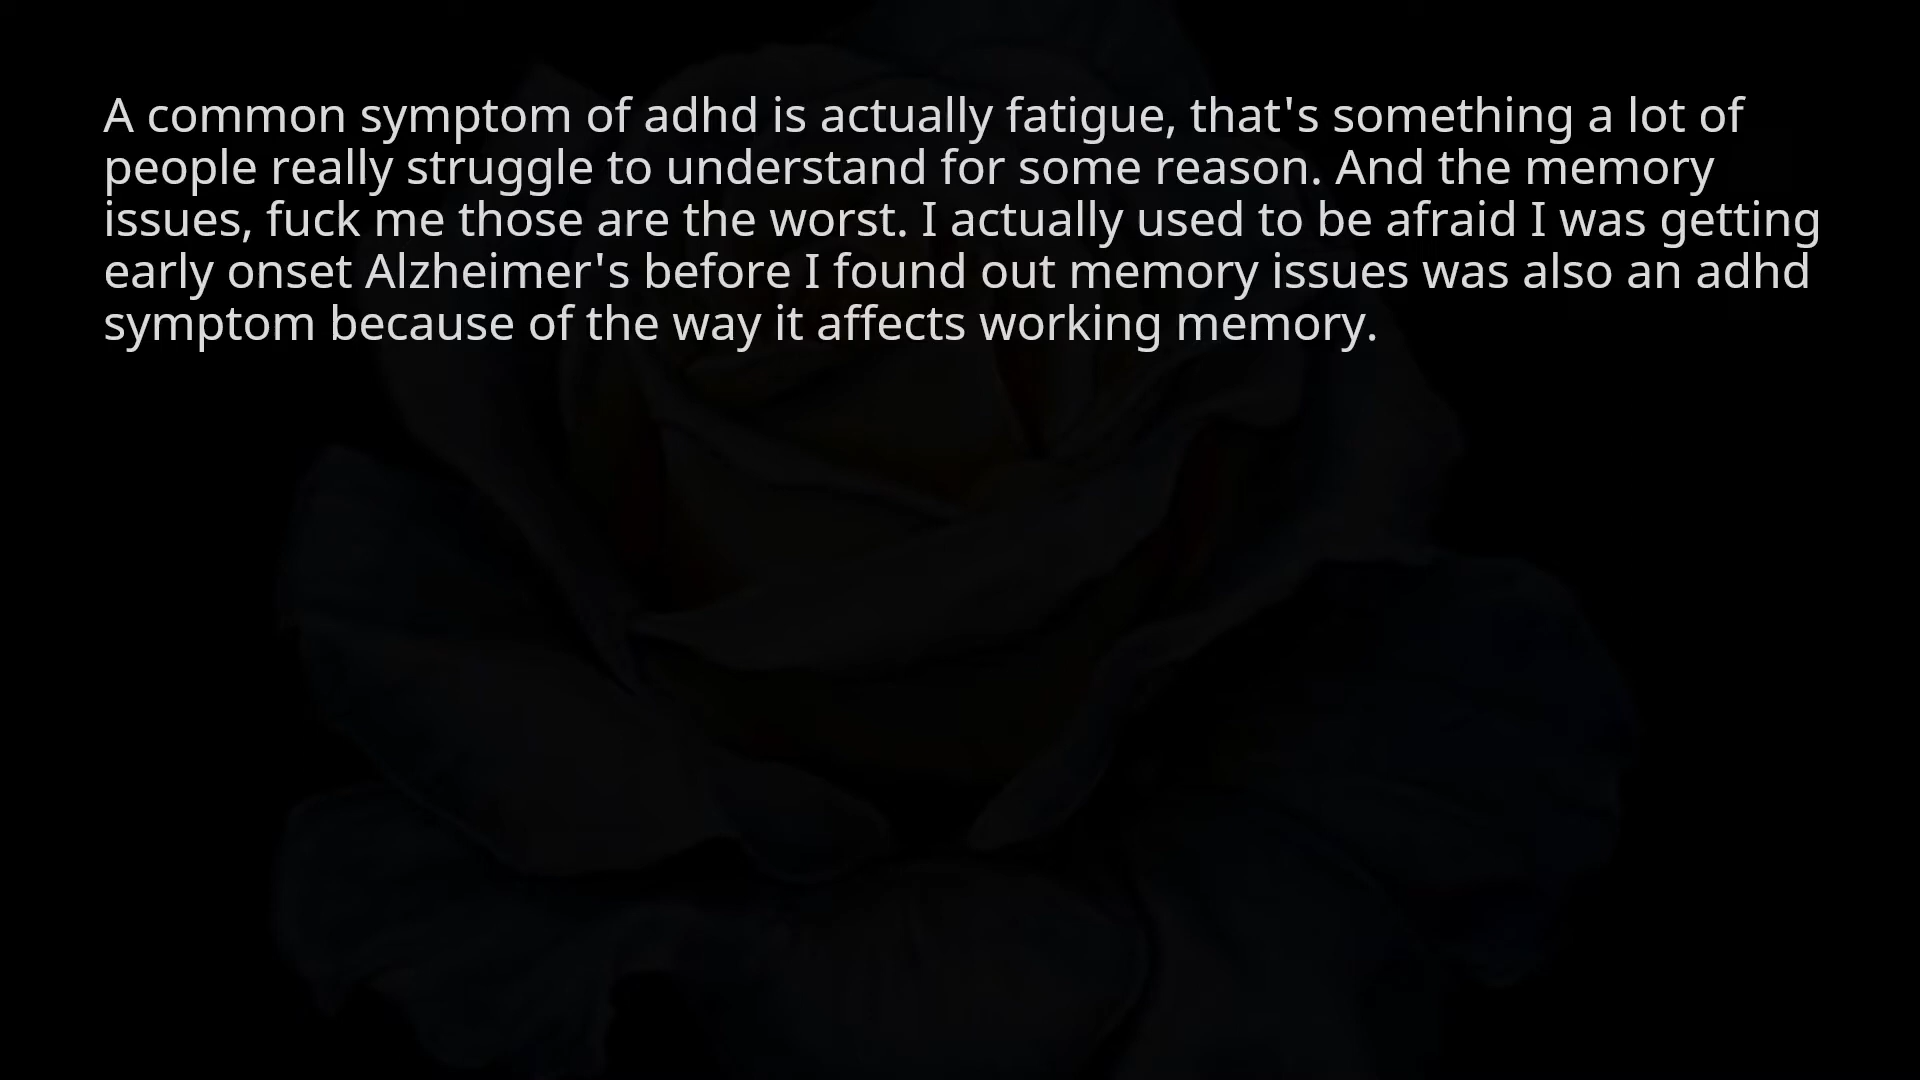 A common symptom of adhd is actually fatigue, that's something a lot of
people really struggle to understand for some reason. And the memory
issues, fuck me those are the worst. I actually used to be afraid I was getting
early onset Alzheimer's before I found out memory issues was also an adhd
symptom because of the way it affects working memory.